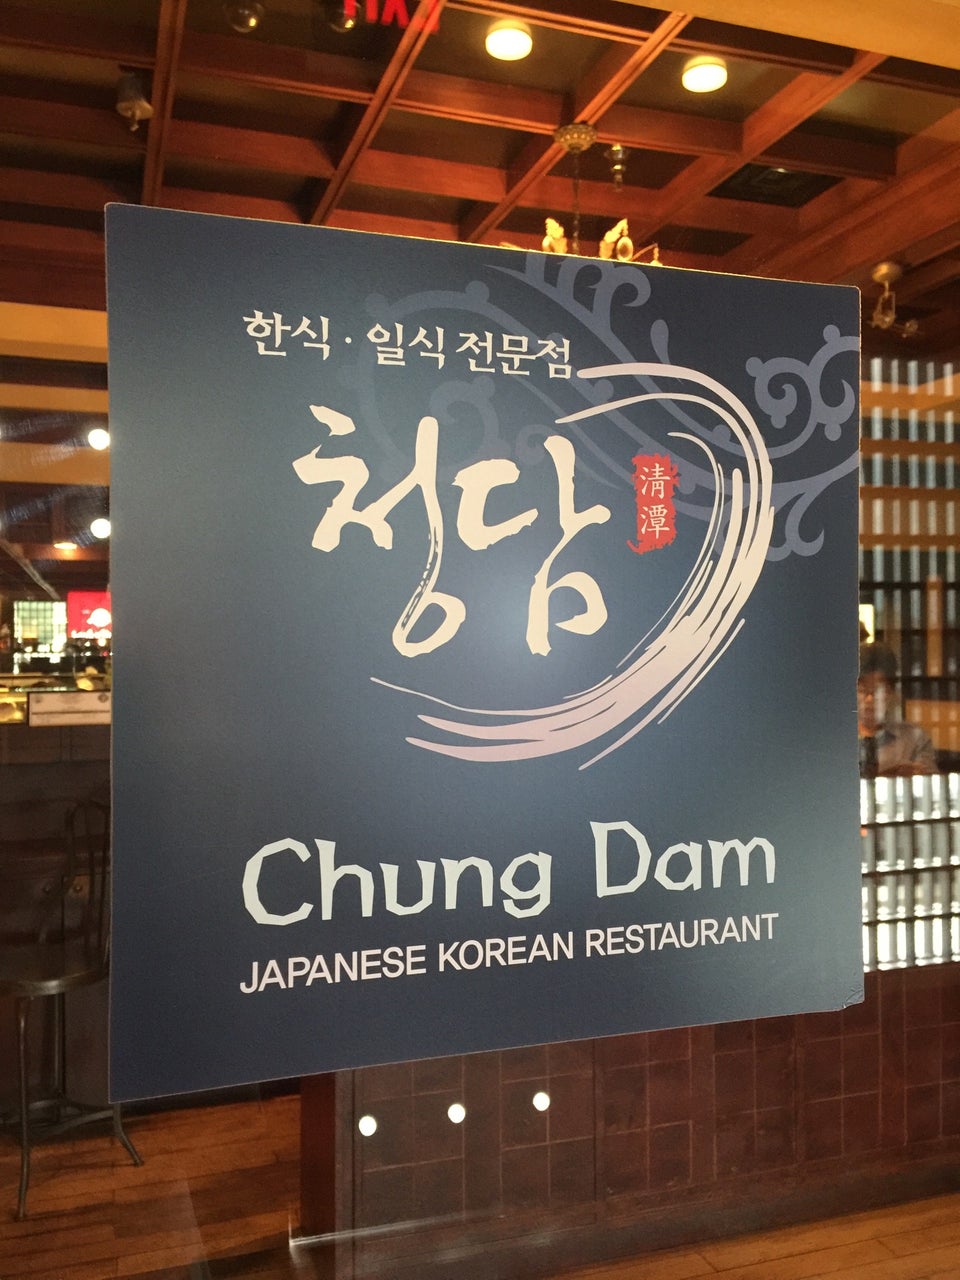 한식·일식 전문점
청담
清
潭
Chung Dam
JAPANESE KOREAN RESTAURANT